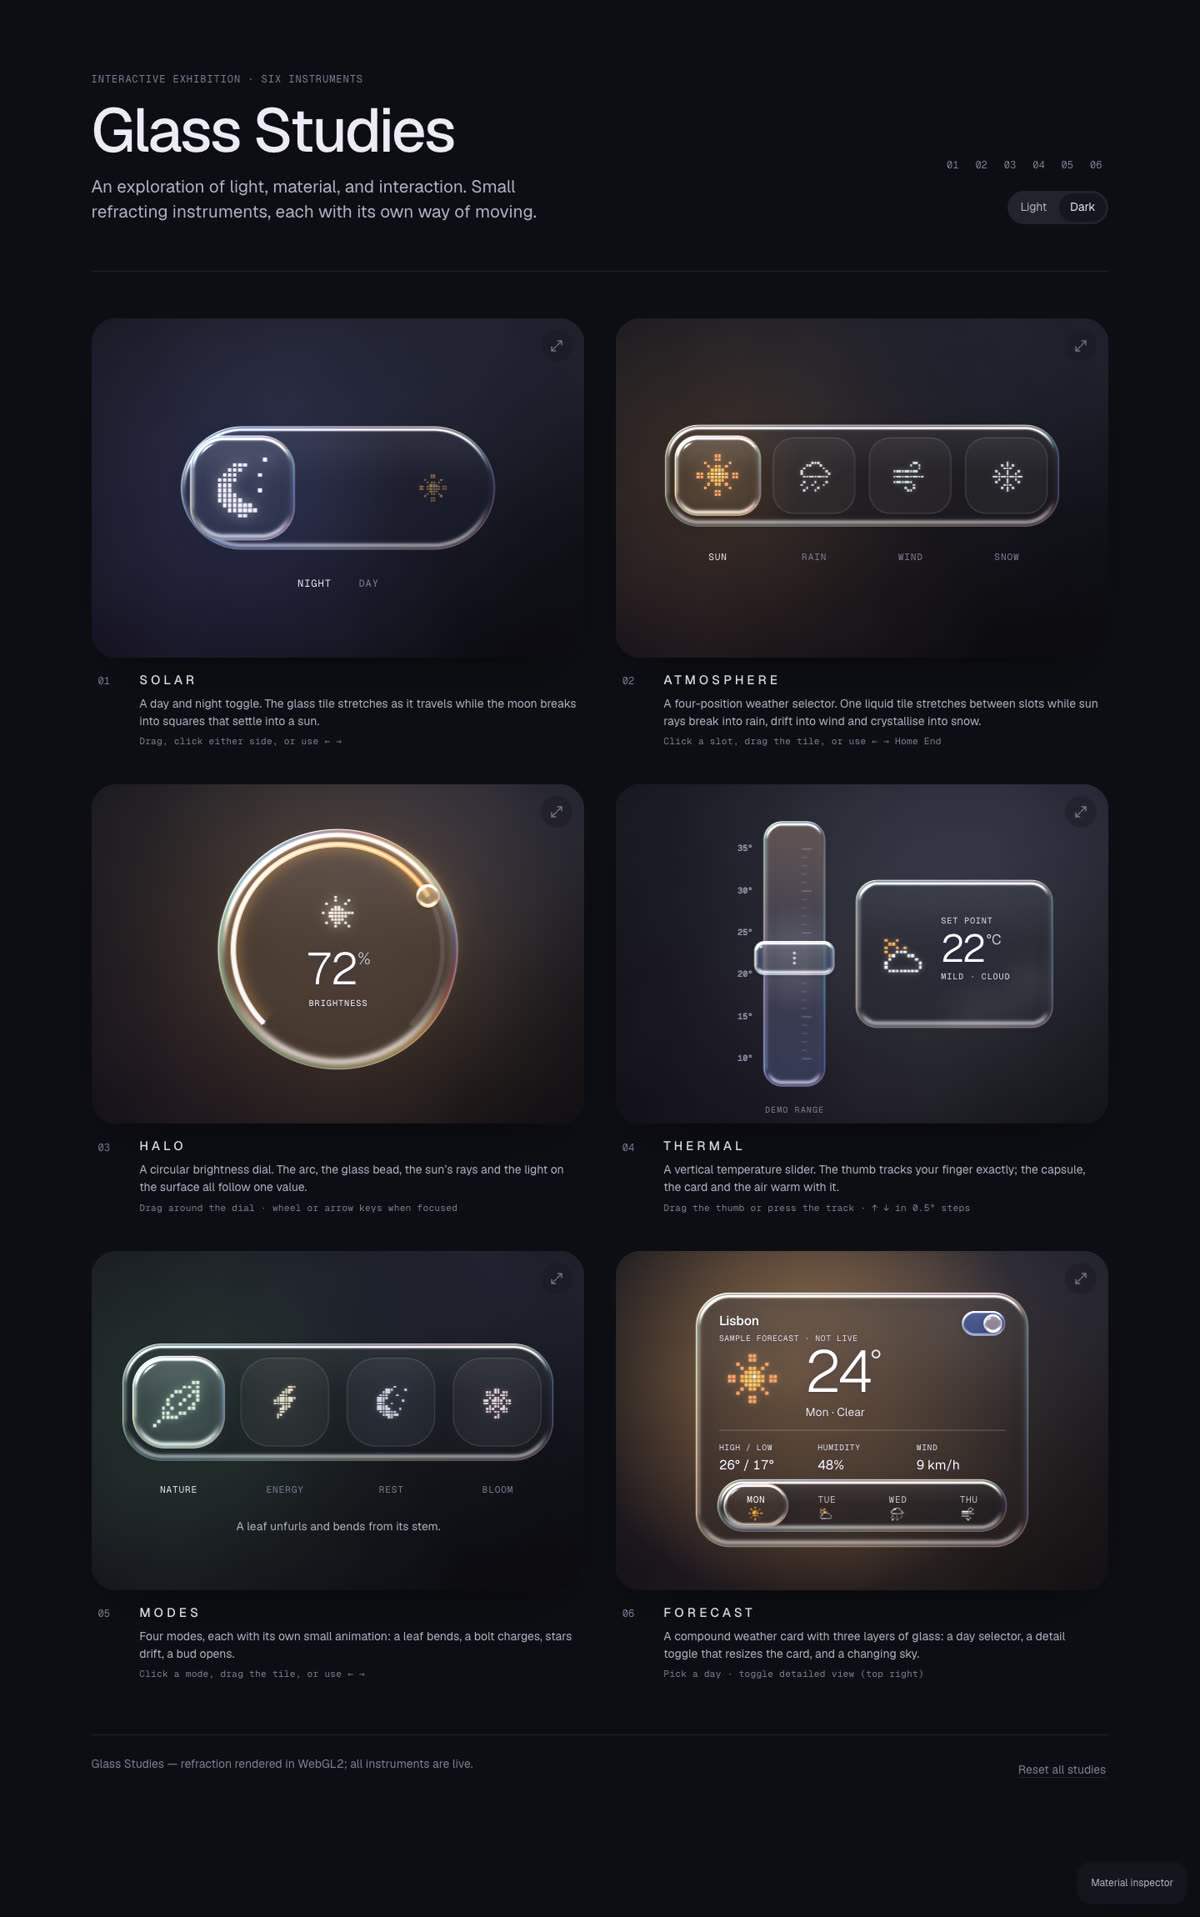 INTERACTIVE EXHIBITION · SIX INSTRUMENTS
Glass Studies
An exploration of light, material, and interaction. Small
refracting instruments, each with its own way of moving.
01 02 03 04 05 06
Light Dark
NIGHT DAY
SUN RAIN WIND SNOW
01 SOLAR
A day and night toggle. The glass tile stretches as it travels while the moon breaks
into squares that settle into a sun.
Drag, click either side, or use ← →
02 ATMOSPHERE
A four-position weather selector. One liquid tile stretches between slots while sun
rays break into rain, drift into wind and crystallise into snow.
Click a slot, drag the tile, or use ← → Home End
72%
BRIGHTNESS
35°
30°
25°
20°
15°
10°
DEMO RANGE
SET POINT
22°C
MILD · CLOUD
03 HALO
A circular brightness dial. The arc, the glass bead, the sun's rays and the light on
the surface all follow one value.
Drag around the dial · wheel or arrow keys when focused
04 THERMAL
A vertical temperature slider. The thumb tracks your finger exactly; the capsule,
the card and the air warm with it.
Drag the thumb or press the track · ↑ ↓ in 0.5° steps
NATURE ENERGY REST BLOOM
A leaf unfurls and bends from its stem.
Lisbon
SAMPLE FORECAST · NOT LIVE
24°
Mon · Clear
HIGH / LOW HUMIDITY WIND
26° / 17° 48% 9 km/h
MON TUE WED THU
05 MODES
Four modes, each with its own small animation: a leaf bends, a bolt charges, stars
drift, a bud opens.
Click a mode, drag the tile, or use ← →
06 FORECAST
A compound weather card with three layers of glass: a day selector, a detail
toggle that resizes the card, and a changing sky.
Pick a day · toggle detailed view (top right)
Glass Studies — refraction rendered in WebGL2; all instruments are live.
Reset all studies
Material inspector